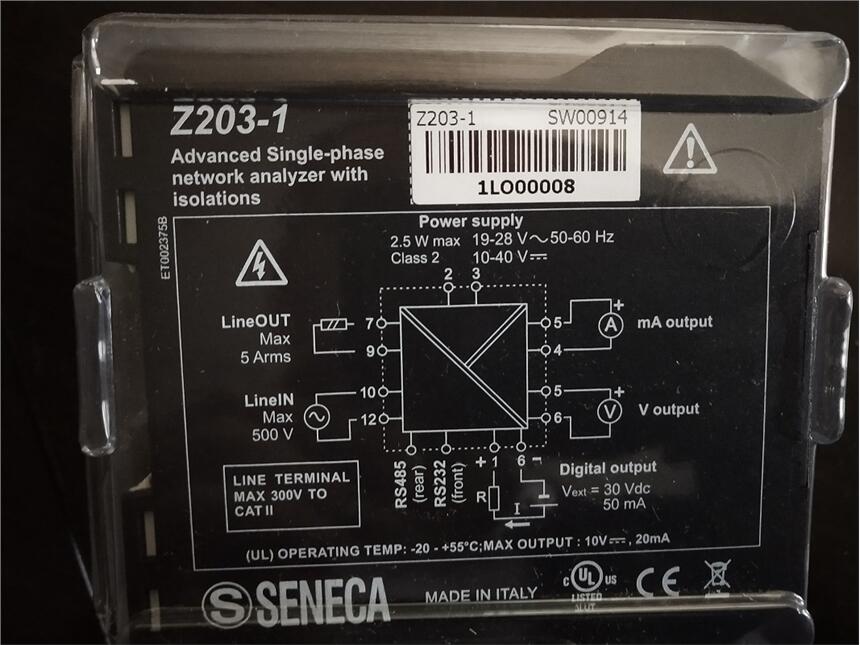 Z203-1
Advanced Single-phase
network analyzer with
isolations
Z203-1 SW00914
1LO00008
ET002375B
Power supply
2.5 W max 19-28 V~50-60 Hz
Class 2 10-40 V⎓
2 3
LineOUT
Max
5 Arms
7
9
5
4
+
A
mA output
LineIN
Max
500 V
10
12
5
6
+
V
V output
RS485
(rear)
RS232
(front)
+ 1 6 -
R
I
Digital output
Vext = 30 Vdc
50 mA
LINE TERMINAL
MAX 300V TO
CAT II
(UL) OPERATING TEMP: -20 - +55°C;MAX OUTPUT : 10V⎓, 20mA
S SENECA
MADE IN ITALY
c UL us
LISTED
CE